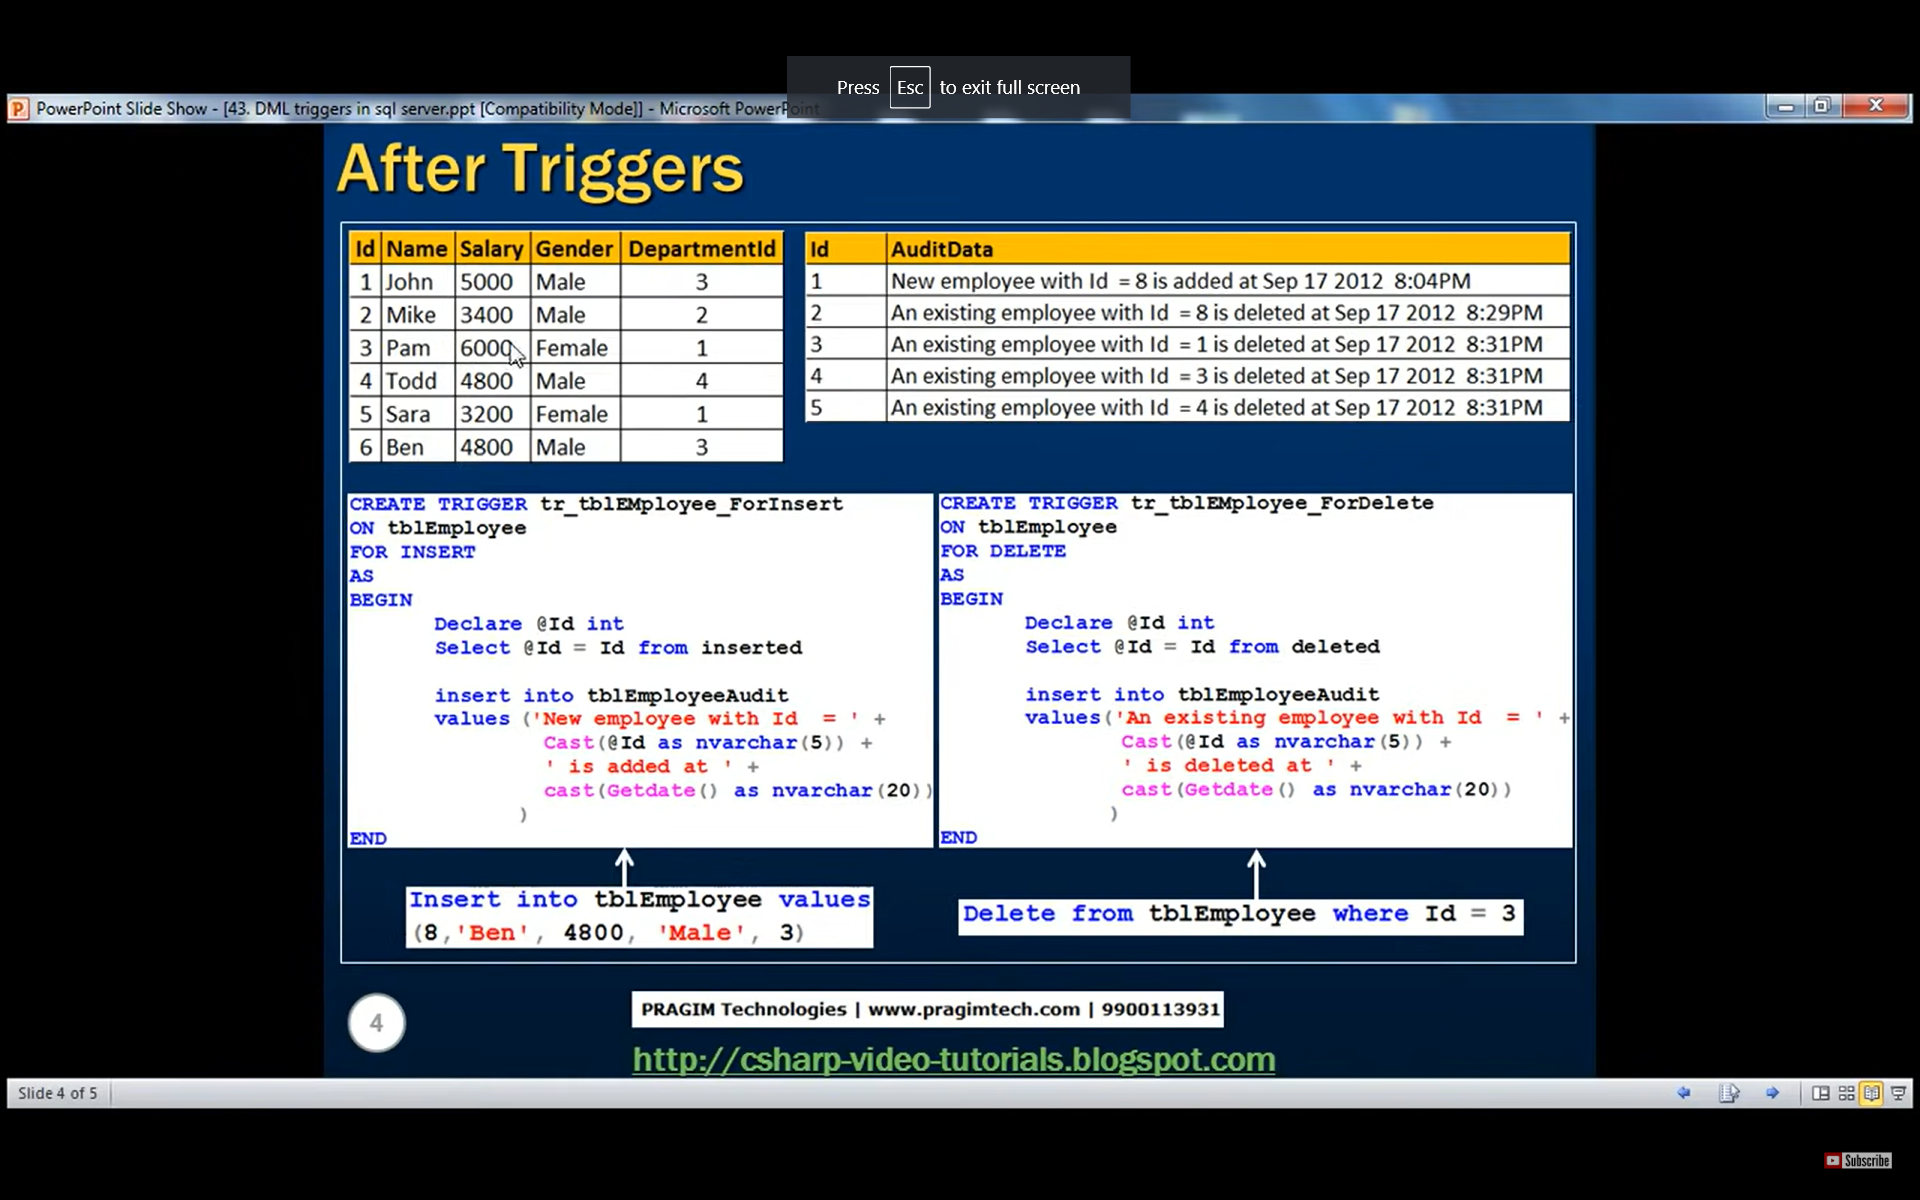 Press Esc to exit full screen
PowerPoint Slide Show - [43. DML triggers in sql server.ppt [Compatibility Mode]] - Microsoft PowerPoint
After Triggers
Id Name Salary Gender DepartmentId
1 John 5000 Male 3
2 Mike 3400 Male 2
3 Pam 6000 Female 1
4 Todd 4800 Male 4
5 Sara 3200 Female 1
6 Ben 4800 Male 3
Id AuditData
1 New employee with Id = 8 is added at Sep 17 2012 8:04PM
2 An existing employee with Id = 8 is deleted at Sep 17 2012 8:29PM
3 An existing employee with Id = 1 is deleted at Sep 17 2012 8:31PM
4 An existing employee with Id = 3 is deleted at Sep 17 2012 8:31PM
5 An existing employee with Id = 4 is deleted at Sep 17 2012 8:31PM
CREATE TRIGGER tr_tblEMployee_ForInsert
ON tblEmployee
FOR INSERT
AS
BEGIN
Declare @Id int
Select @Id = Id from inserted
insert into tblEmployeeAudit
values ('New employee with Id = ' +
Cast(@Id as nvarchar(5)) +
' is added at ' +
cast(Getdate() as nvarchar(20))
)
END
Insert into tblEmployee values
(8,'Ben', 4800, 'Male', 3)
CREATE TRIGGER tr_tblEMployee_ForDelete
ON tblEmployee
FOR DELETE
AS
BEGIN
Declare @Id int
Select @Id = Id from deleted
insert into tblEmployeeAudit
values('An existing employee with Id = ' +
Cast(@Id as nvarchar(5)) +
' is deleted at ' +
cast(Getdate() as nvarchar(20))
)
END
Delete from tblEmployee where Id = 3
4
PRAGIM Technologies | www.pragimtech.com | 9900113931
http://csharp-video-tutorials.blogspot.com
Slide 4 of 5
Subscribe